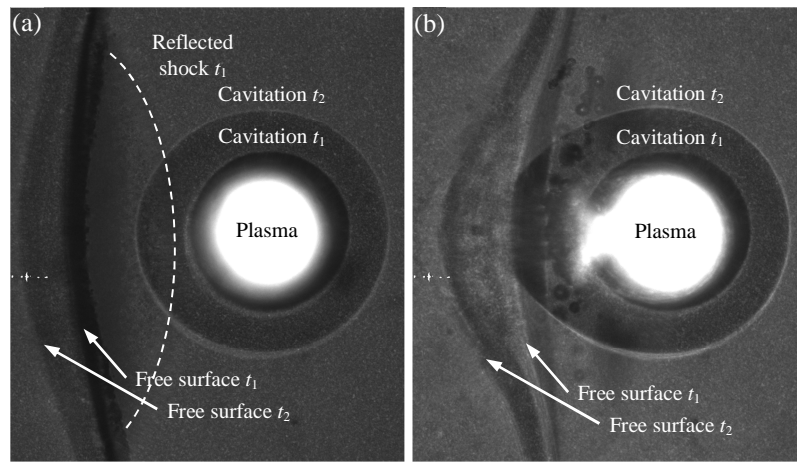 (a)
Reflected
shock t₁
Cavitation t₂
Cavitation t₁
Plasma
Free surface t₁
Free surface t₂
(b)
Cavitation t₂
Cavitation t₁
Plasma
Free surface t₁
Free surface t₂